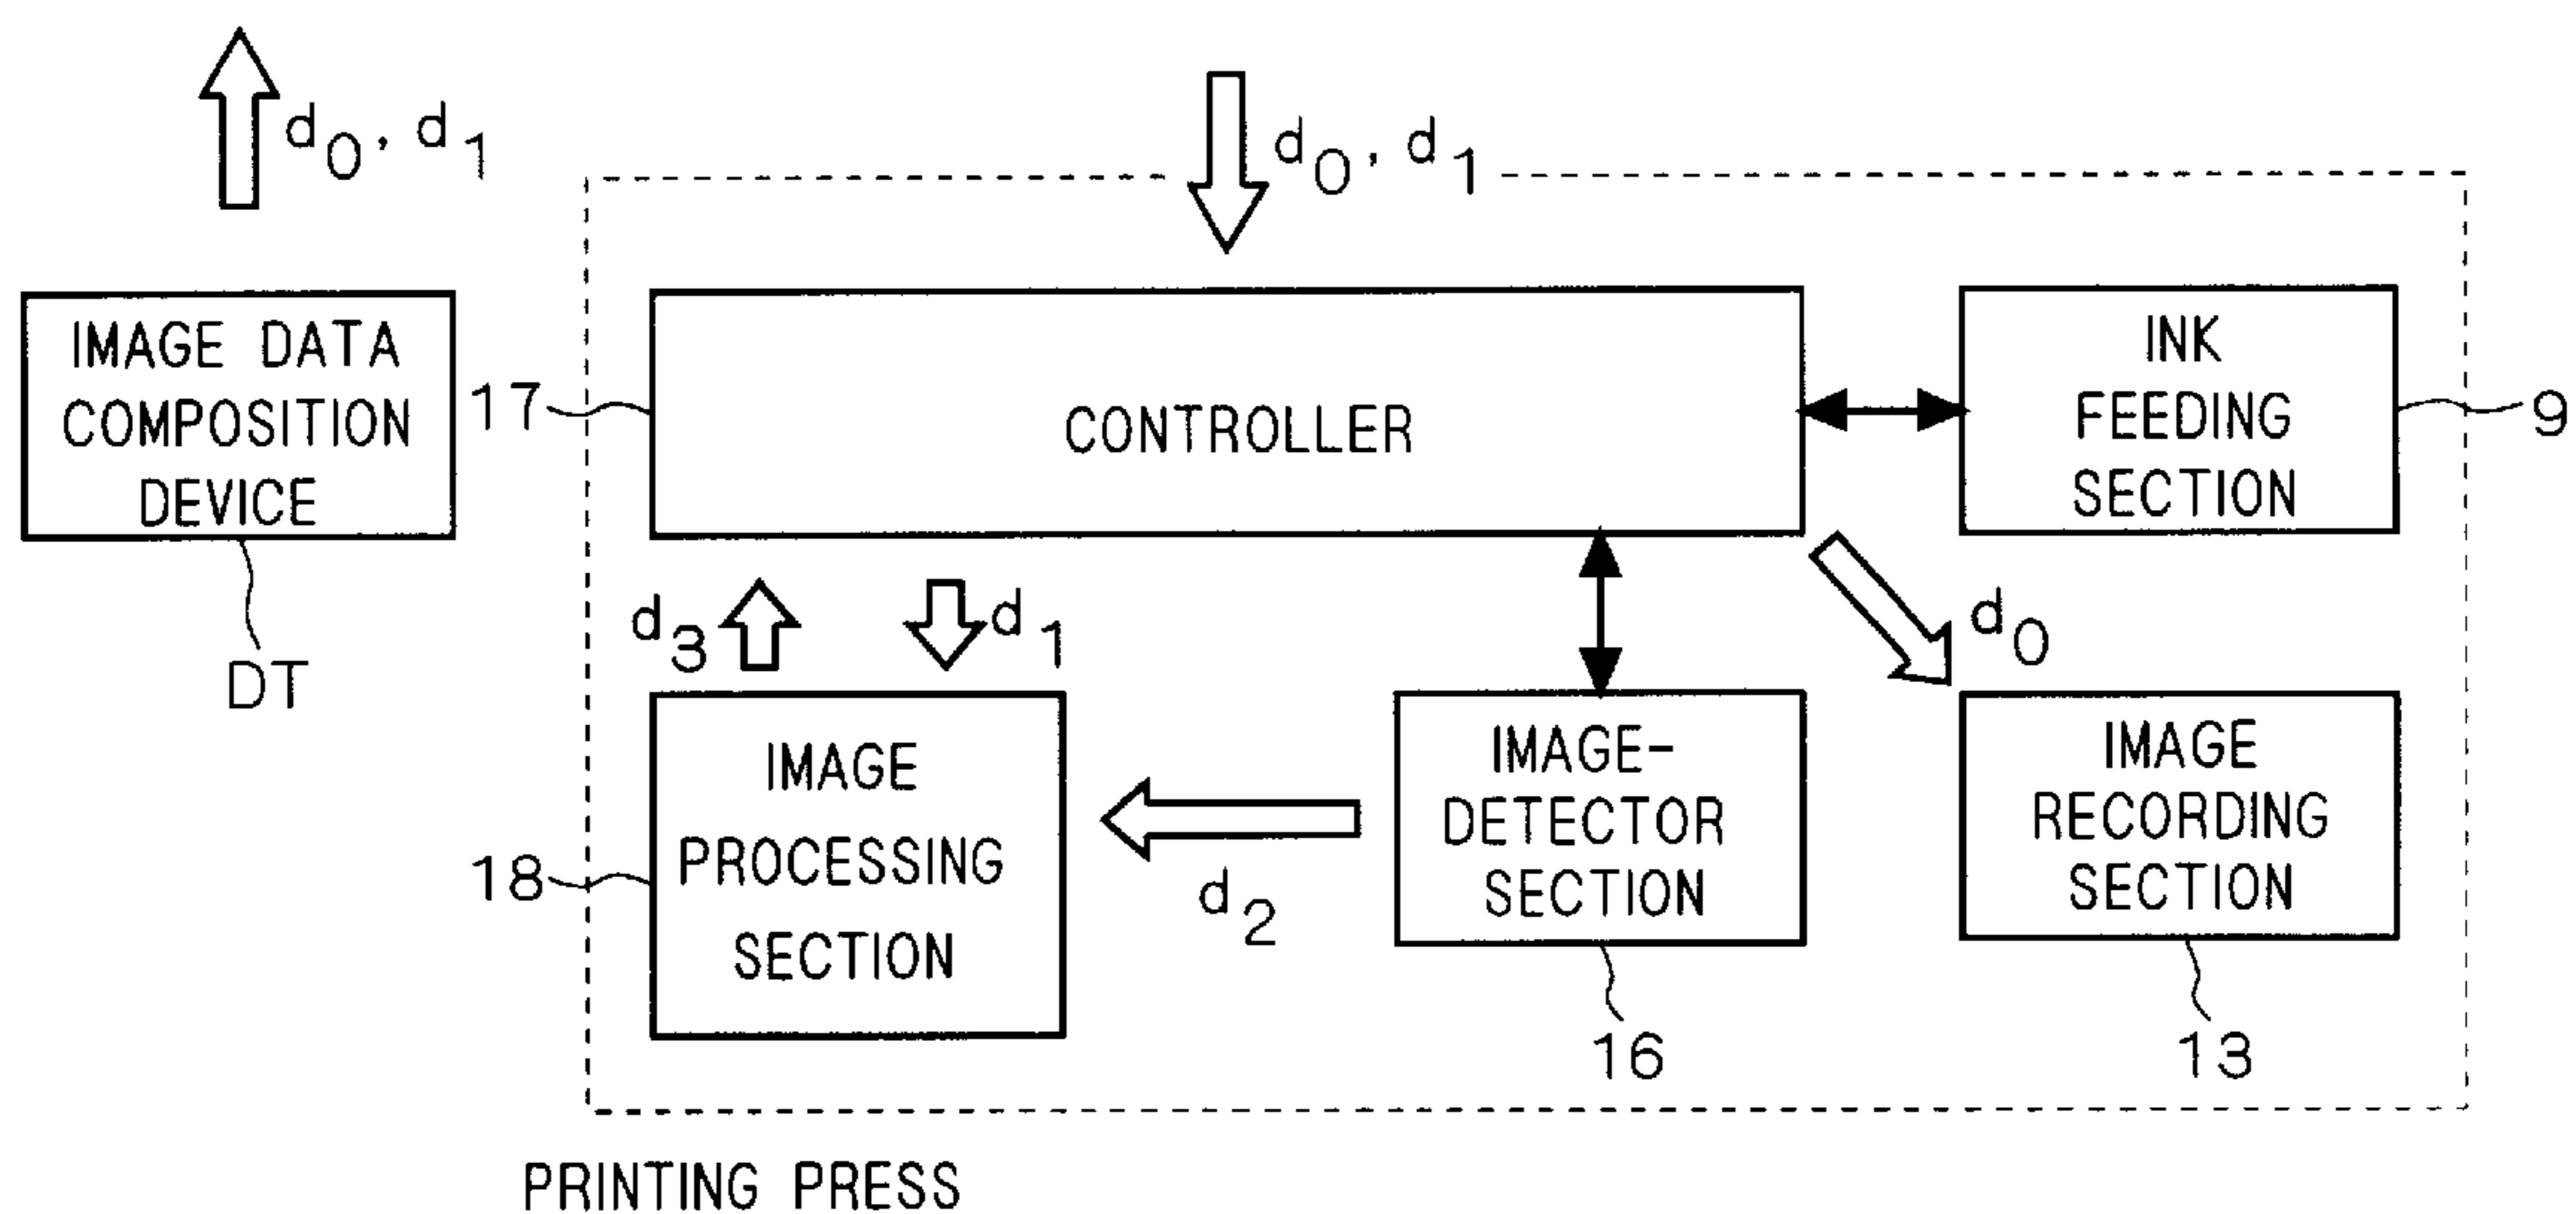 d0, d1
d0, d1
IMAGE DATA
COMPOSITION
DEVICE
DT
17
CONTROLLER
INK
FEEDING
SECTION
9
d3
d1
d0
18
IMAGE
PROCESSING
SECTION
d2
IMAGE-
DETECTOR
SECTION
16
IMAGE
RECORDING
SECTION
13
PRINTING PRESS